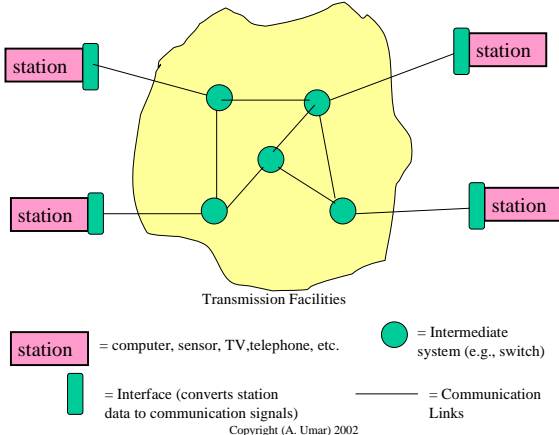 station
station
station
station
Transmission Facilities
station
= computer, sensor, TV,telephone, etc.
= Intermediate
system (e.g., switch)
= Interface (converts station
data to communication signals)
= Communication
Links
Copyright (A. Umar) 2002